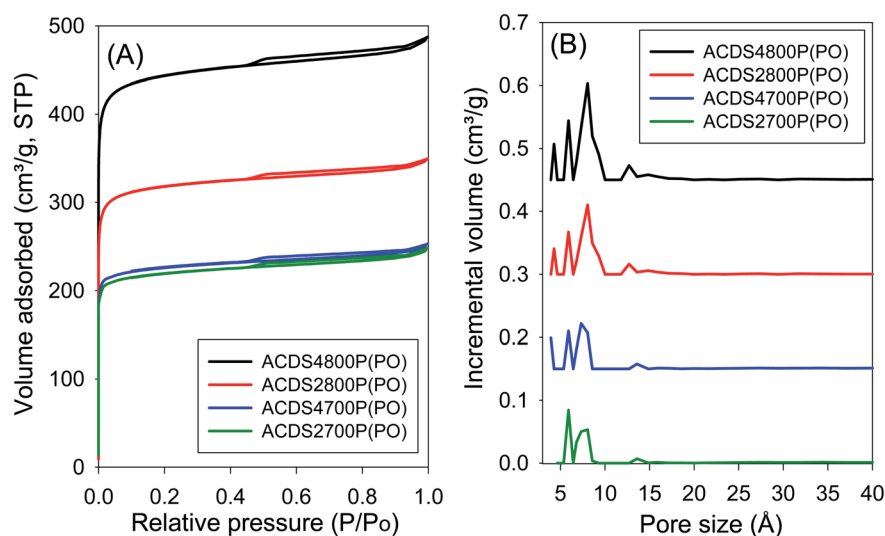 (A)
Volume adsorbed (cm³/g, STP)
500
400
300
200
100
0
0.0 0.2 0.4 0.6 0.8 1.0
Relative pressure (P/Po)
ACDS4800P(PO)
ACDS2800P(PO)
ACDS4700P(PO)
ACDS2700P(PO)
(B)
Incremental volume (cm³/g)
0.7
0.6
0.5
0.4
0.3
0.2
0.1
0.0
5 10 15 20 25 30 35 40
Pore size (Å)
ACDS4800P(PO)
ACDS2800P(PO)
ACDS4700P(PO)
ACDS2700P(PO)